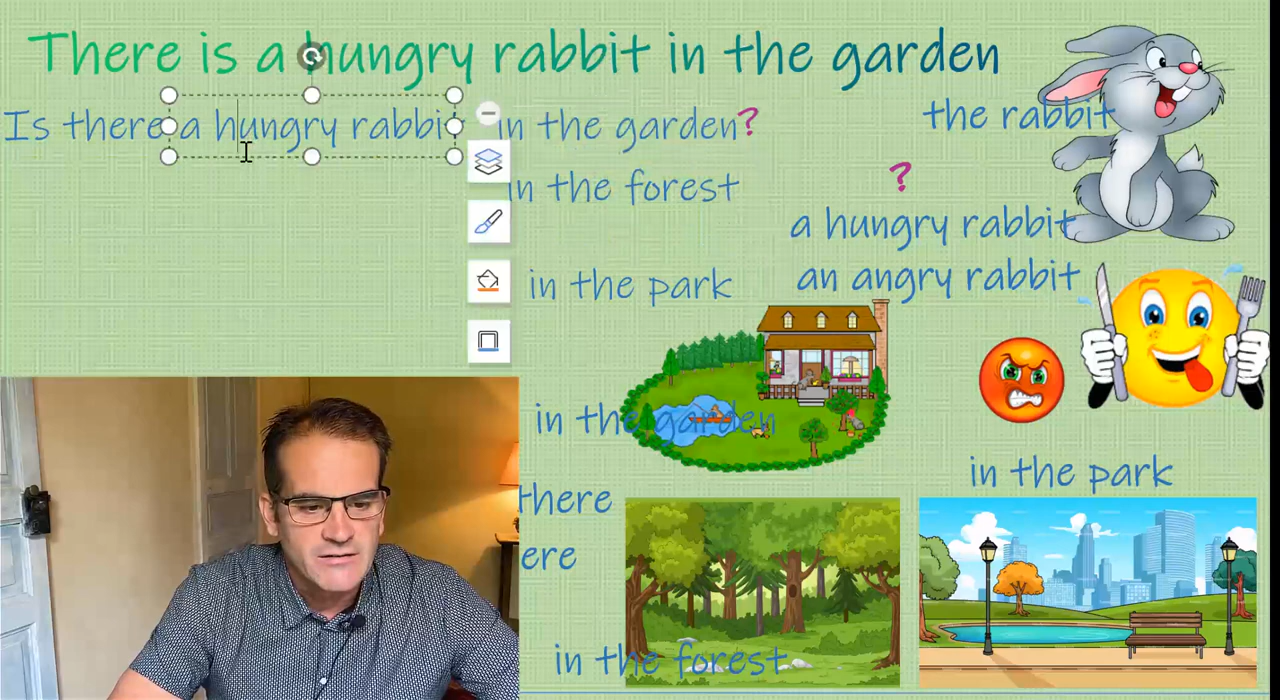 There is a hungry rabbit in the garden
Is there a hungry rabbit in the garden?
the rabbit
in the forest
?
a hungry rabbit
in the park
an angry rabbit
in the garden
in the park
there
ere
in the forest